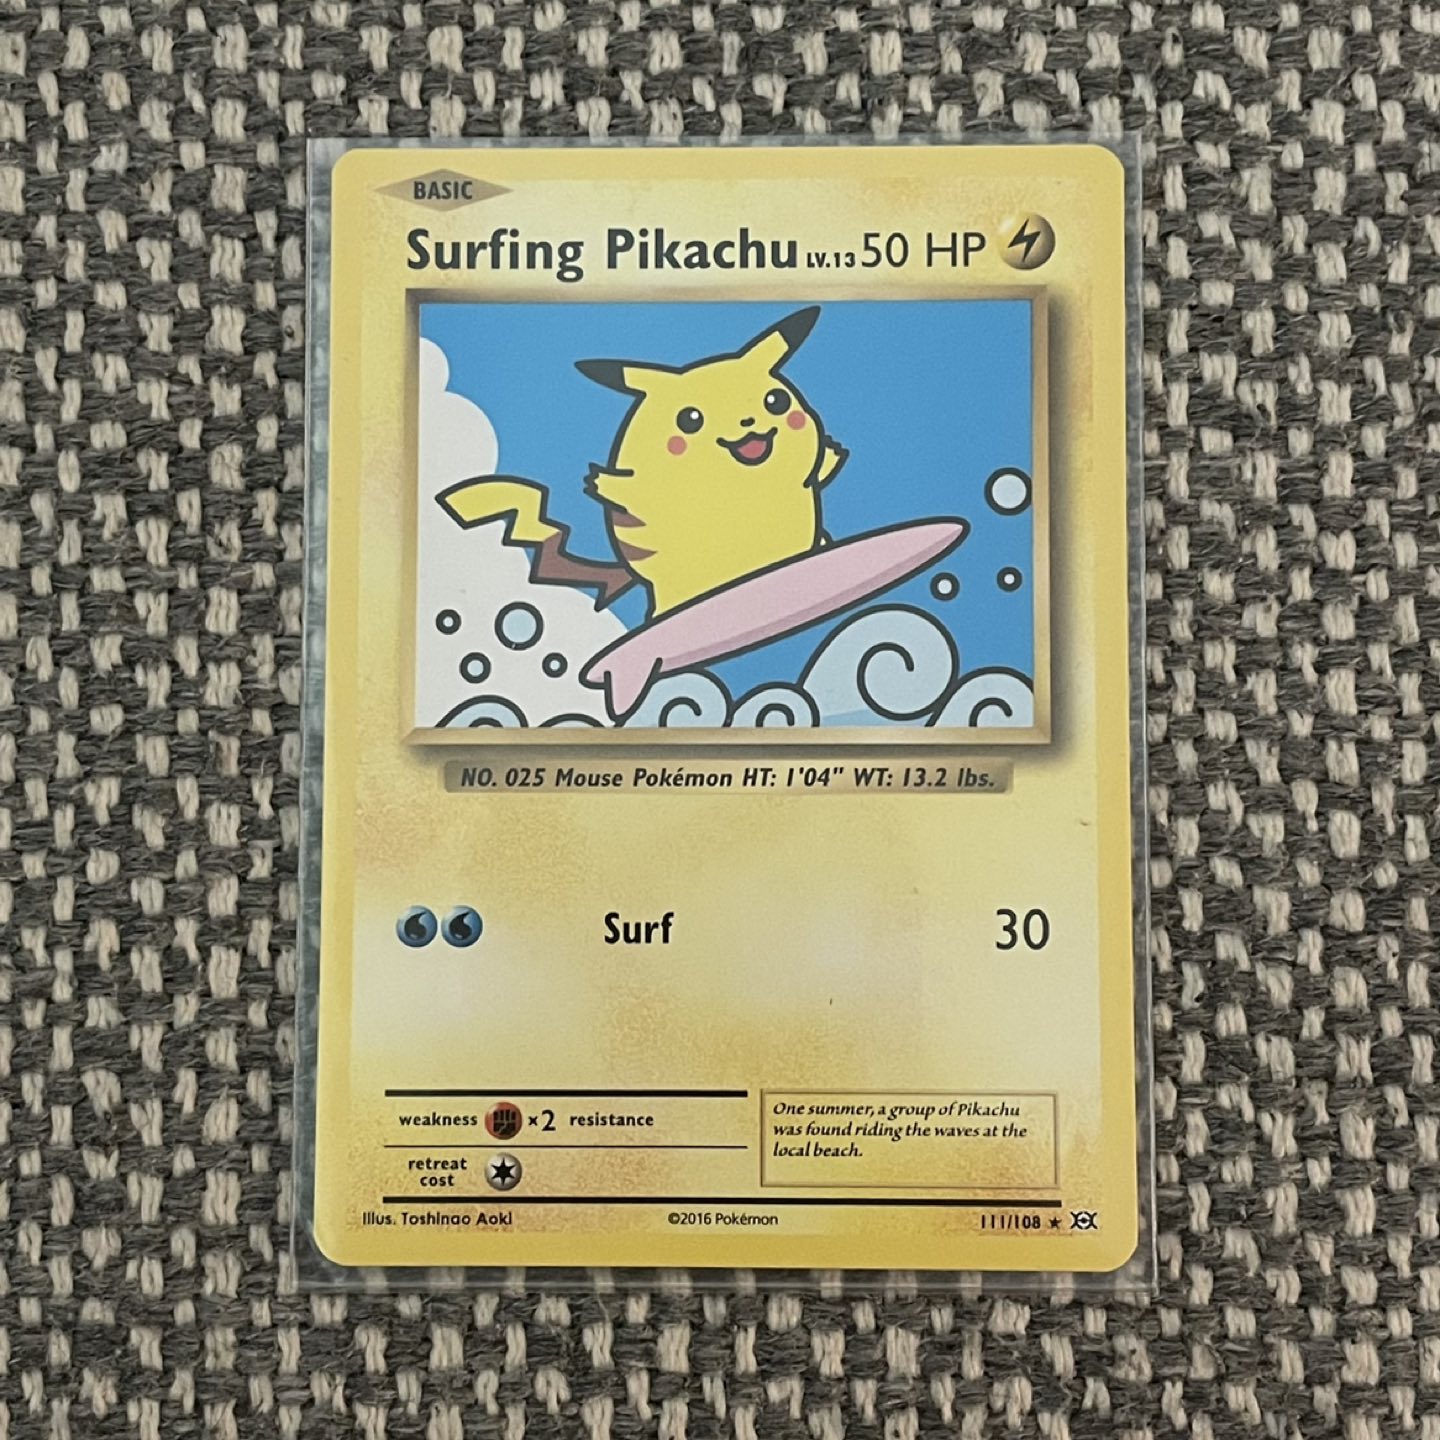 BASIC
Surfing Pikachu LV.13 50 HP
NO. 025 Mouse Pokémon HT: 1'04" WT: 13.2 lbs.
Surf 30
weakness ×2 resistance
retreat
cost
One summer, a group of Pikachu
was found riding the waves at the
local beach.
Illus. Toshinao Aoki ©2016 Pokémon 111/108 ★